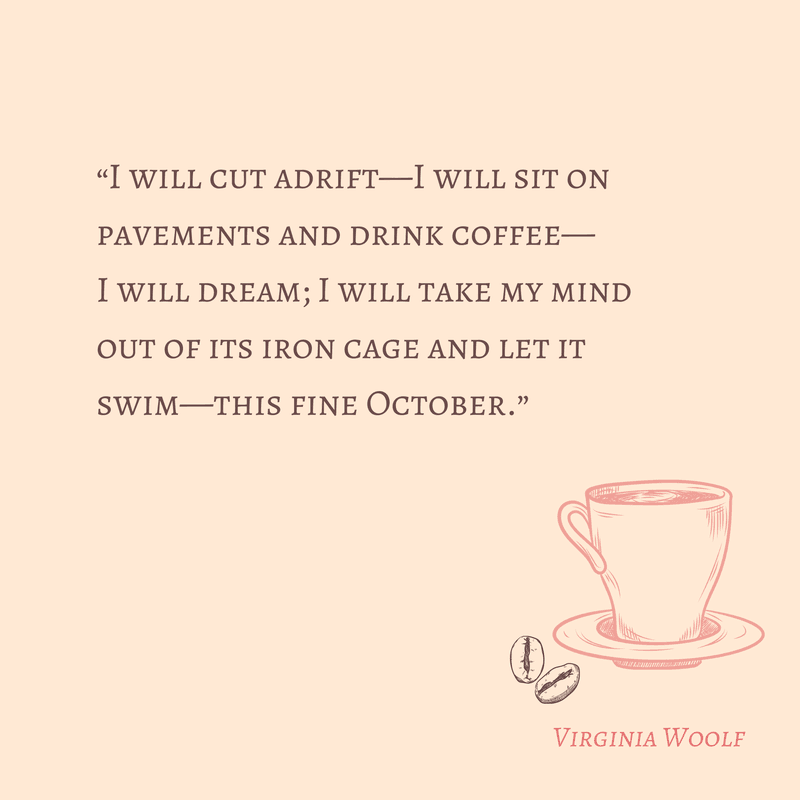 “I will cut adrift—I will sit on
pavements and drink coffee—
I will dream; I will take my mind
out of its iron cage and let it
swim—this fine October.”
Virginia Woolf